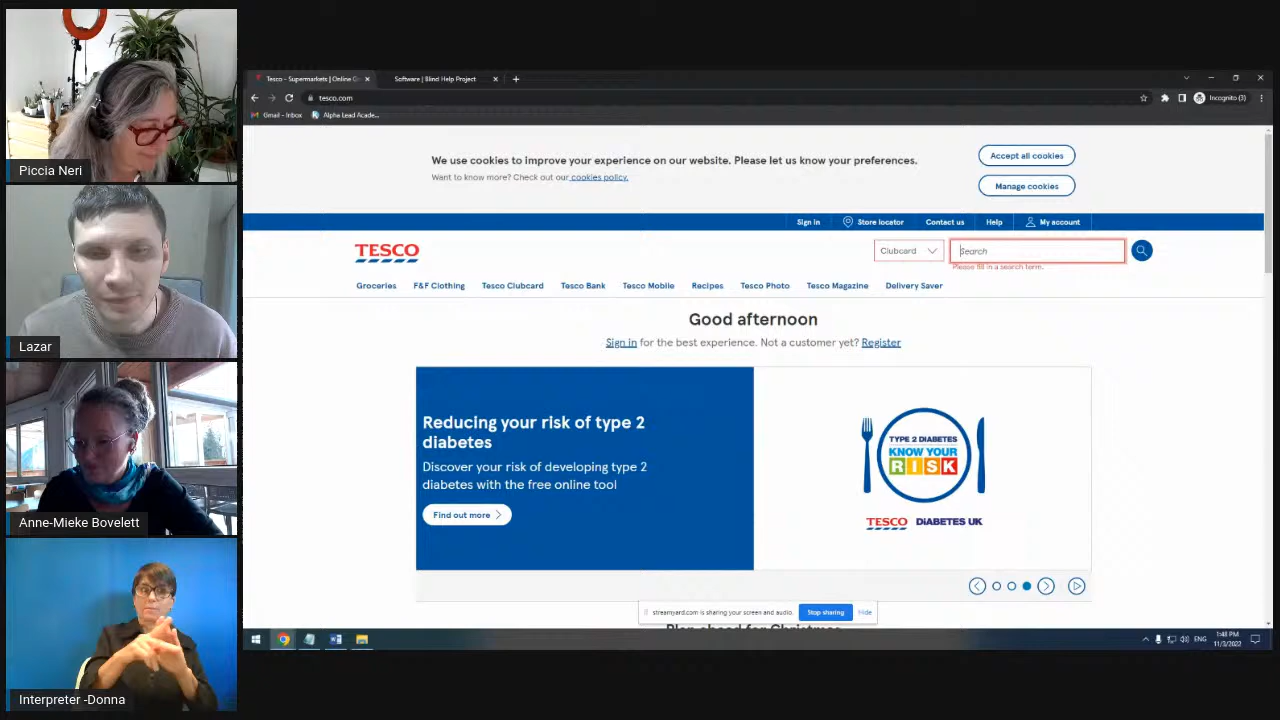 Piccia Neri
Lazar
Anne-Mieke Bovelett
Interpreter -Donna
Tesco - Supermarkets | Online G
Software | Blind Help Project
tesco.com
Incognito (3)
Gmail - Inbox
Alpha Lead Acade...
We use cookies to improve your experience on our website. Please let us know your preferences.
Want to know more? Check out our cookies policy.
Accept all cookies
Manage cookies
Sign in
Store locator
Contact us
Help
My account
TESCO
Clubcard
Search
Please fill in a search term.
Groceries
F&F Clothing
Tesco Clubcard
Tesco Bank
Tesco Mobile
Recipes
Tesco Photo
Tesco Magazine
Delivery Saver
Good afternoon
Sign in for the best experience. Not a customer yet? Register
Reducing your risk of type 2
diabetes
Discover your risk of developing type 2
diabetes with the free online tool
Find out more
TYPE 2 DIABETES
KNOW YOUR
RISK
TESCO
DiABETES UK
streamyard.com is sharing your screen and audio.
Stop sharing
Hide
Plan ahead for Christmas
ENG
1:48 PM
11/3/2022